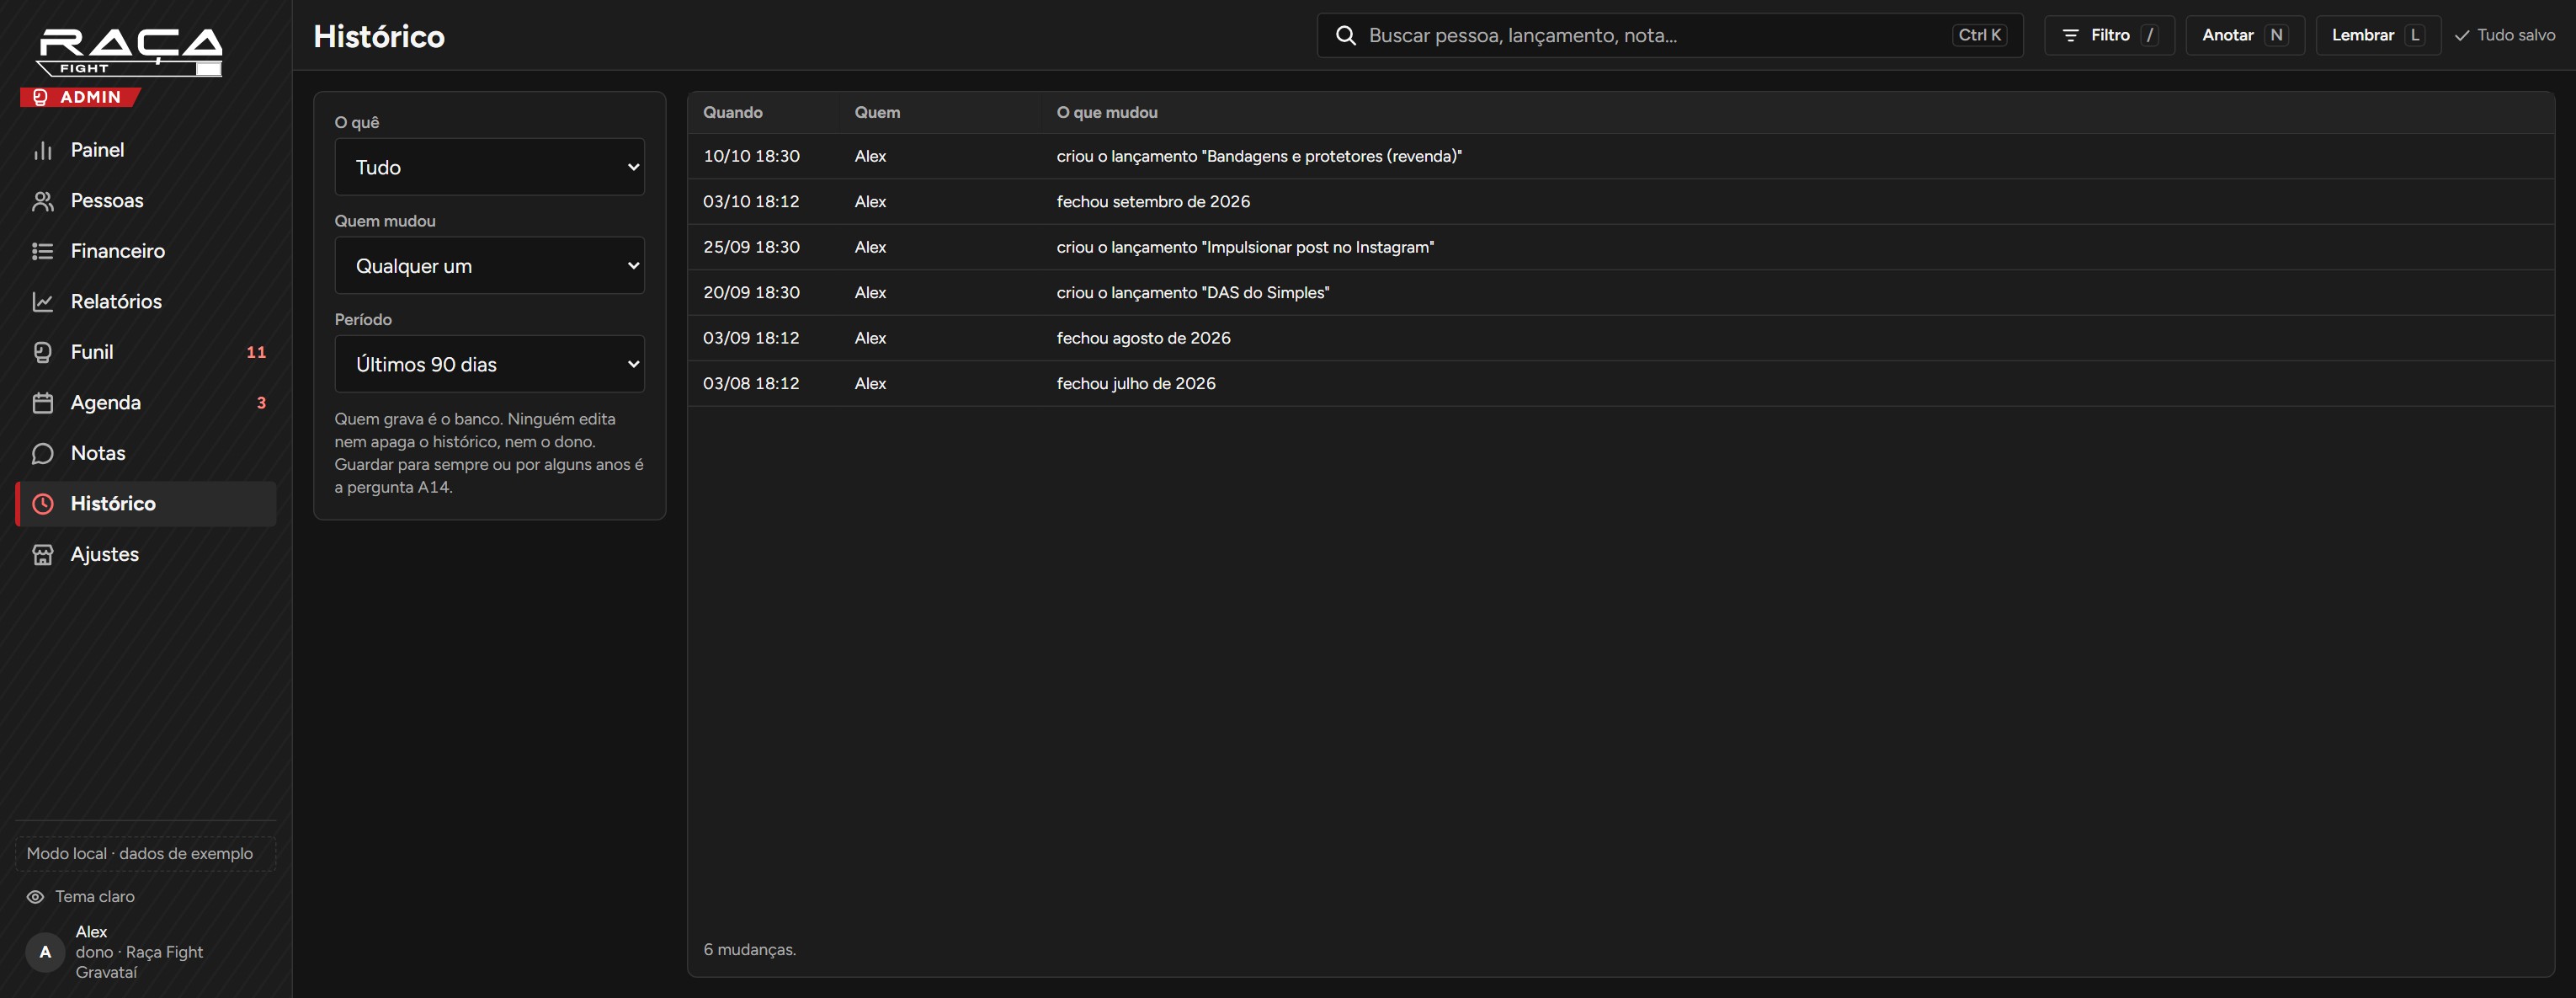 RAÇA
FIGHT
ADMIN
Painel
Pessoas
Financeiro
Relatórios
Funil 11
Agenda 3
Notas
Histórico
Ajustes
Modo local · dados de exemplo
Tema claro
A
Alex
dono · Raça Fight
Gravataí
Histórico
Buscar pessoa, lançamento, nota... Ctrl K
Filtro /
Anotar N
Lembrar L
Tudo salvo
O quê
Tudo
Quem mudou
Qualquer um
Período
Últimos 90 dias
Quem grava é o banco. Ninguém edita
nem apaga o histórico, nem o dono.
Guardar para sempre ou por alguns anos é
a pergunta A14.
Quando Quem O que mudou
10/10 18:30 Alex criou o lançamento "Bandagens e protetores (revenda)"
03/10 18:12 Alex fechou setembro de 2026
25/09 18:30 Alex criou o lançamento "Impulsionar post no Instagram"
20/09 18:30 Alex criou o lançamento "DAS do Simples"
03/09 18:12 Alex fechou agosto de 2026
03/08 18:12 Alex fechou julho de 2026
6 mudanças.